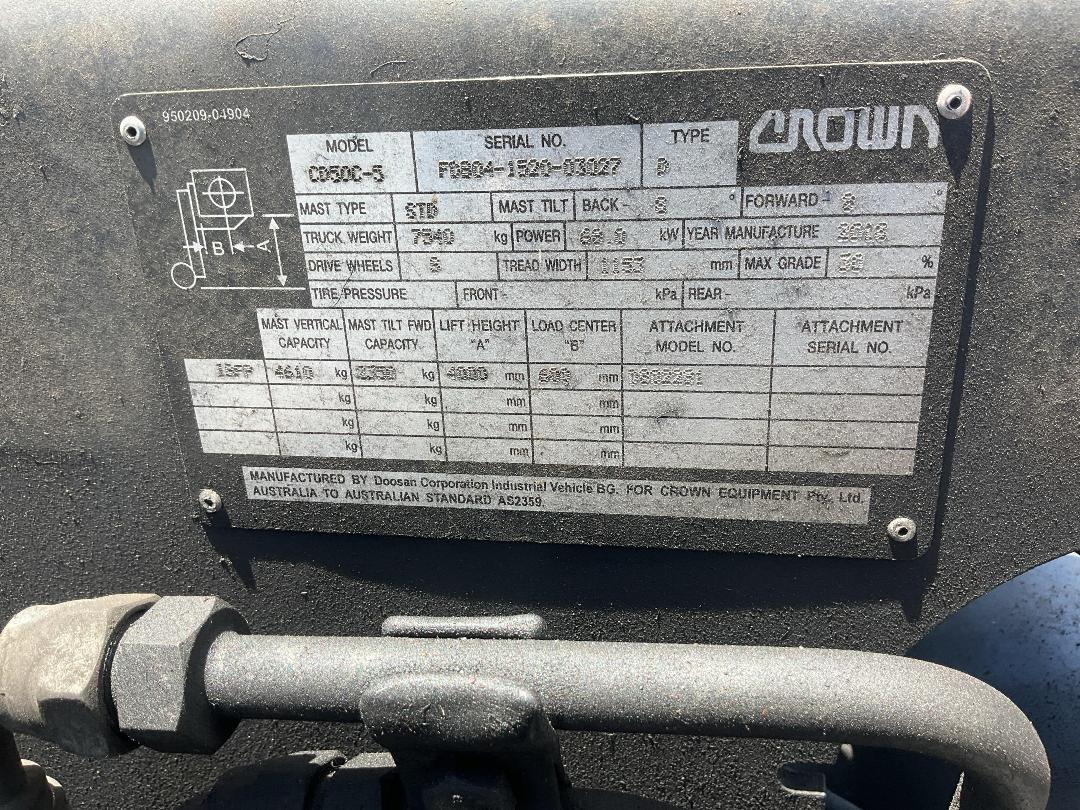 950209-04904
CROWN
MODEL SERIAL NO. TYPE
CD50C-5 FDB04-1520-03027 D
MAST TYPE STD MAST TILT BACK - ° FORWARD - °
TRUCK WEIGHT 7540 kg POWER kW YEAR MANUFACTURE
DRIVE WHEELS TREAD WIDTH mm MAX GRADE %
TIRE PRESSURE FRONT - kPa REAR - kPa
B A
MAST VERTICAL CAPACITY MAST TILT FWD CAPACITY LIFT HEIGHT "A" LOAD CENTER "B" ATTACHMENT MODEL NO. ATTACHMENT SERIAL NO.
4610 kg kg 4000 mm 600 mm
kg kg mm mm
kg kg mm mm
kg kg mm mm
MANUFACTURED BY Doosan Corporation Industrial Vehicle BG. FOR CROWN EQUIPMENT Pty. Ltd.
AUSTRALIA TO AUSTRALIAN STANDARD AS2359.